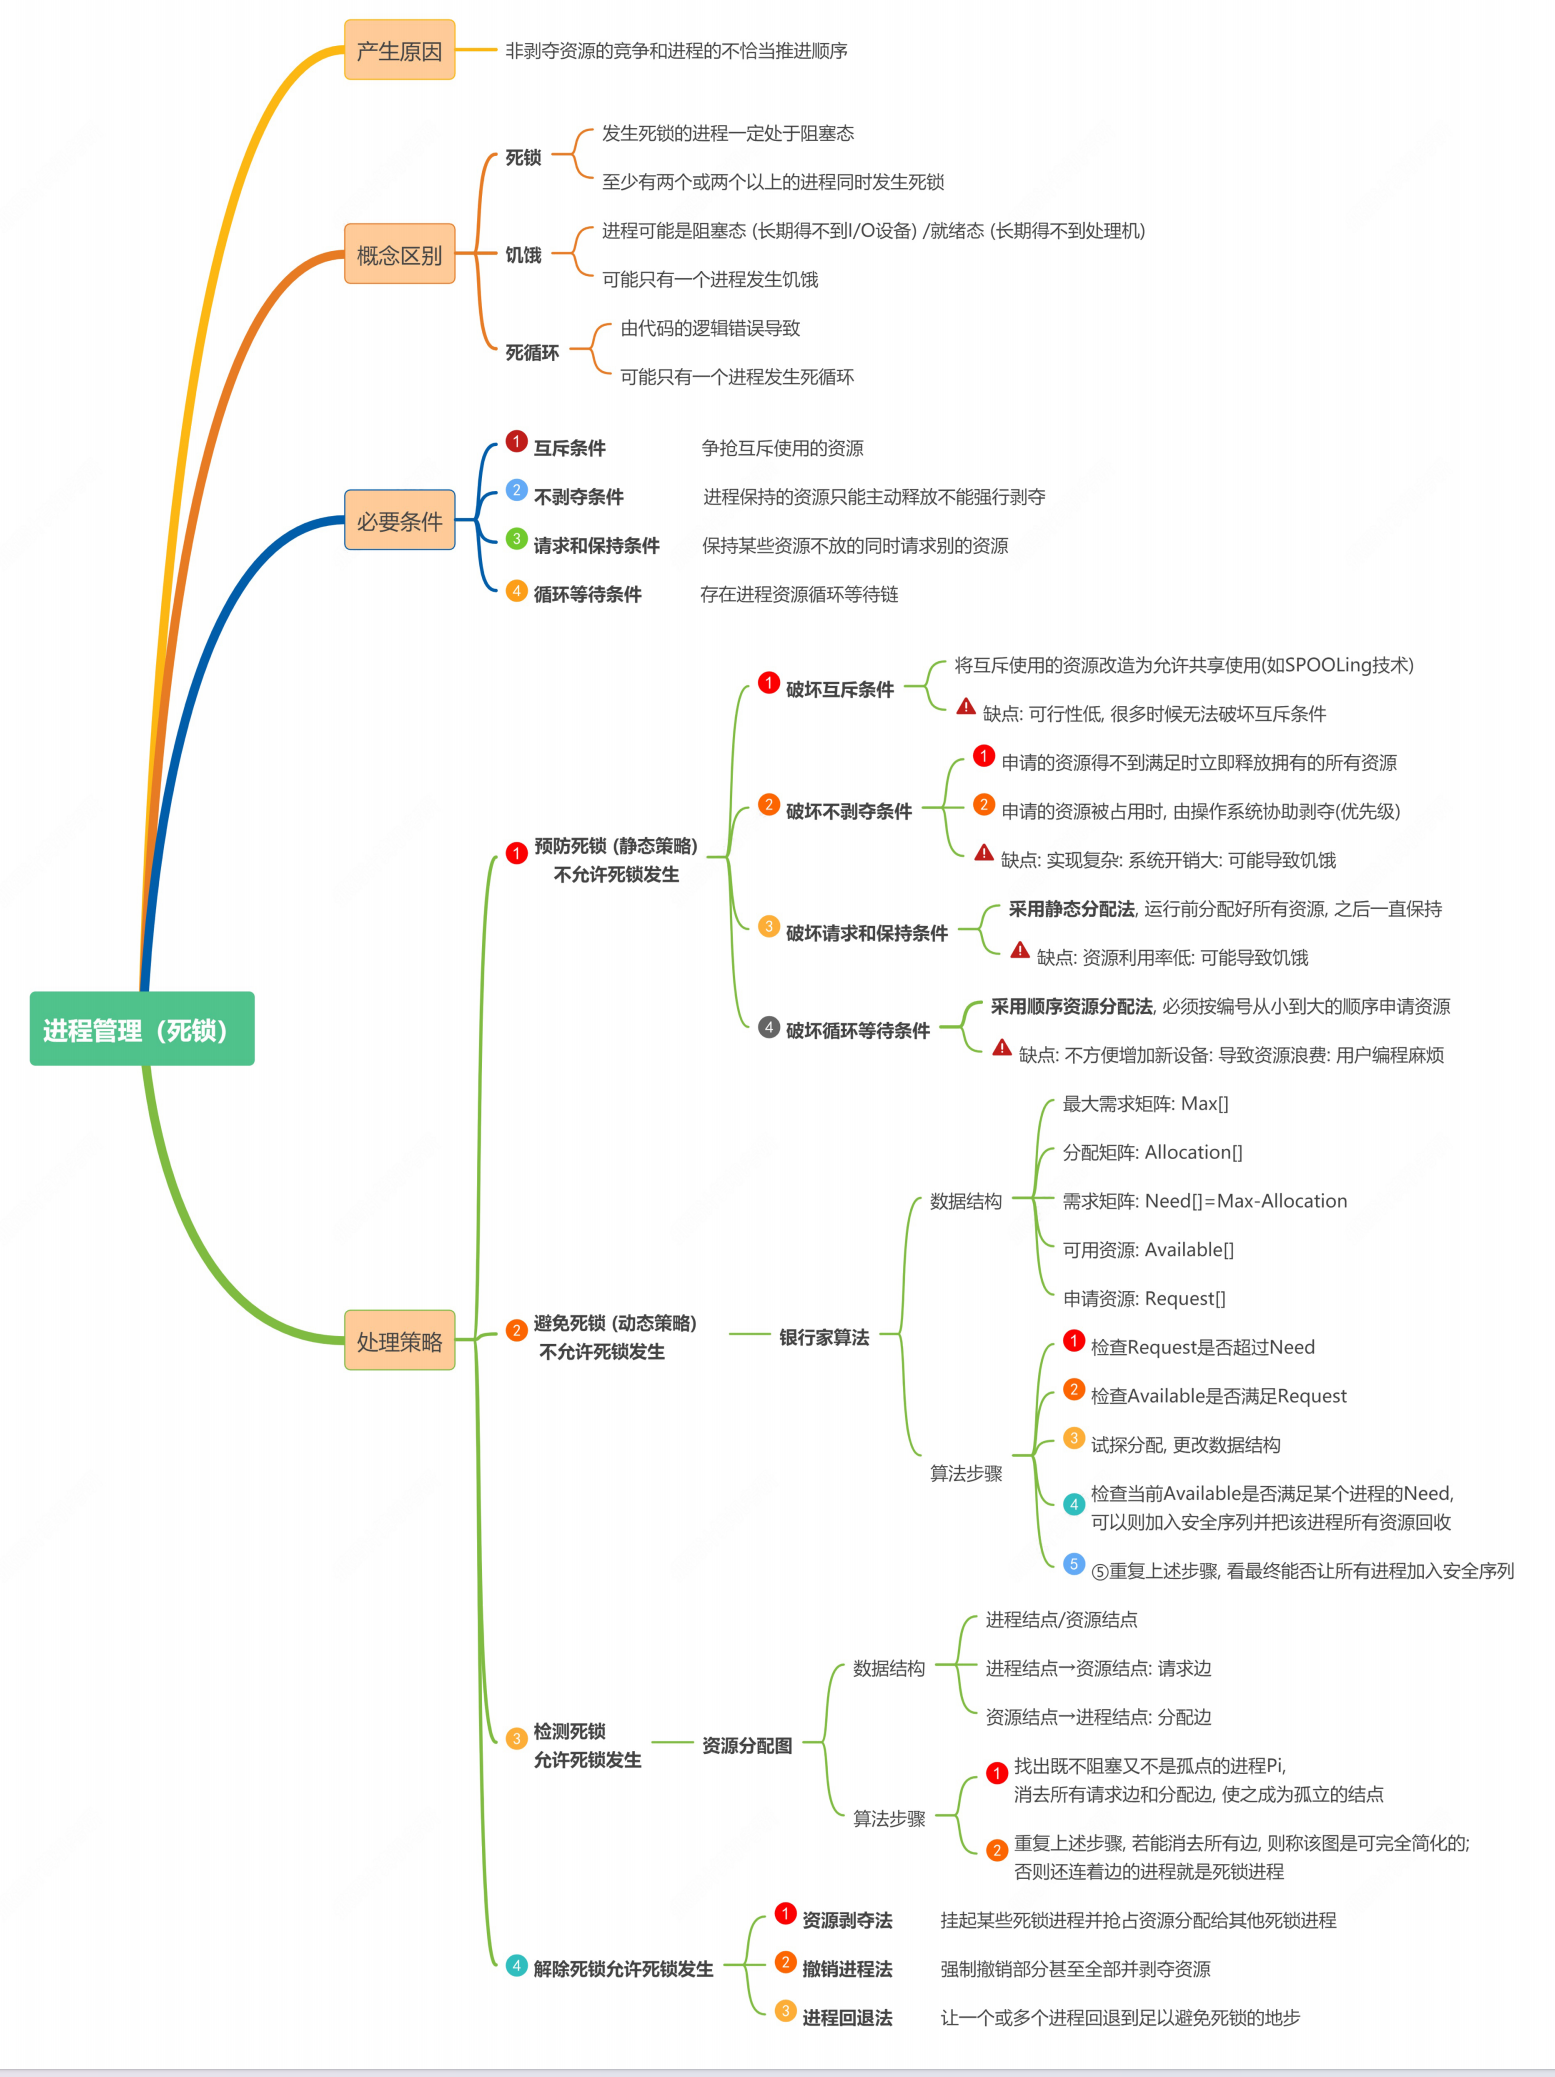 产生原因
非剥夺资源的竞争和进程的不恰当推进顺序
概念区别
死锁
发生死锁的进程一定处于阻塞态
至少有两个或两个以上的进程同时发生死锁
饥饿
进程可能是阻塞态 (长期得不到I/O设备) /就绪态 (长期得不到处理机)
可能只有一个进程发生饥饿
死循环
由代码的逻辑错误导致
可能只有一个进程发生死循环
必要条件
1 互斥条件 争抢互斥使用的资源
2 不剥夺条件 进程保持的资源只能主动释放不能强行剥夺
3 请求和保持条件 保持某些资源不放的同时请求别的资源
4 循环等待条件 存在进程资源循环等待链
进程管理（死锁）
处理策略
1 预防死锁 (静态策略)
不允许死锁发生
1 破坏互斥条件
将互斥使用的资源改造为允许共享使用(如SPOOLing技术)
缺点: 可行性低, 很多时候无法破坏互斥条件
2 破坏不剥夺条件
1 申请的资源得不到满足时立即释放拥有的所有资源
2 申请的资源被占用时, 由操作系统协助剥夺(优先级)
缺点: 实现复杂: 系统开销大: 可能导致饥饿
3 破坏请求和保持条件
采用静态分配法, 运行前分配好所有资源, 之后一直保持
缺点: 资源利用率低: 可能导致饥饿
4 破坏循环等待条件
采用顺序资源分配法, 必须按编号从小到大的顺序申请资源
缺点: 不方便增加新设备: 导致资源浪费: 用户编程麻烦
2 避免死锁 (动态策略)
不允许死锁发生
银行家算法
数据结构
最大需求矩阵: Max[]
分配矩阵: Allocation[]
需求矩阵: Need[]=Max-Allocation
可用资源: Available[]
申请资源: Request[]
算法步骤
1 检查Request是否超过Need
2 检查Available是否满足Request
3 试探分配, 更改数据结构
4 检查当前Available是否满足某个进程的Need,
可以则加入安全序列并把该进程所有资源回收
5 ⑤重复上述步骤, 看最终能否让所有进程加入安全序列
3 检测死锁
允许死锁发生
资源分配图
数据结构
进程结点/资源结点
进程结点→资源结点: 请求边
资源结点→进程结点: 分配边
算法步骤
1 找出既不阻塞又不是孤点的进程Pi,
消去所有请求边和分配边, 使之成为孤立的结点
2 重复上述步骤, 若能消去所有边, 则称该图是可完全简化的;
否则还连着边的进程就是死锁进程
4 解除死锁允许死锁发生
1 资源剥夺法 挂起某些死锁进程并抢占资源分配给其他死锁进程
2 撤销进程法 强制撤销部分甚至全部并剥夺资源
3 进程回退法 让一个或多个进程回退到足以避免死锁的地步